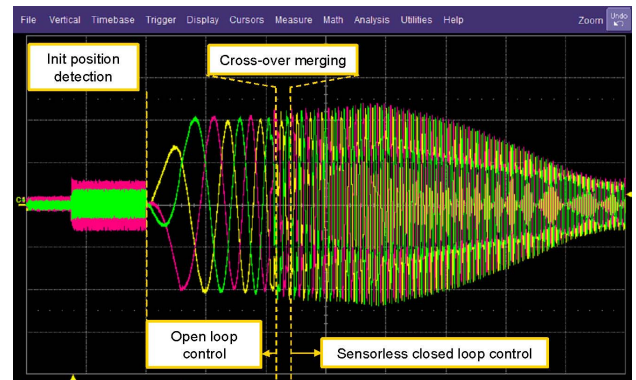 File Vertical Timebase Trigger Display Cursors Measure Math Analysis Utilities Help Zoom Undo
Init position
detection
Cross-over merging
C1
Open loop
control
Sensorless closed loop control